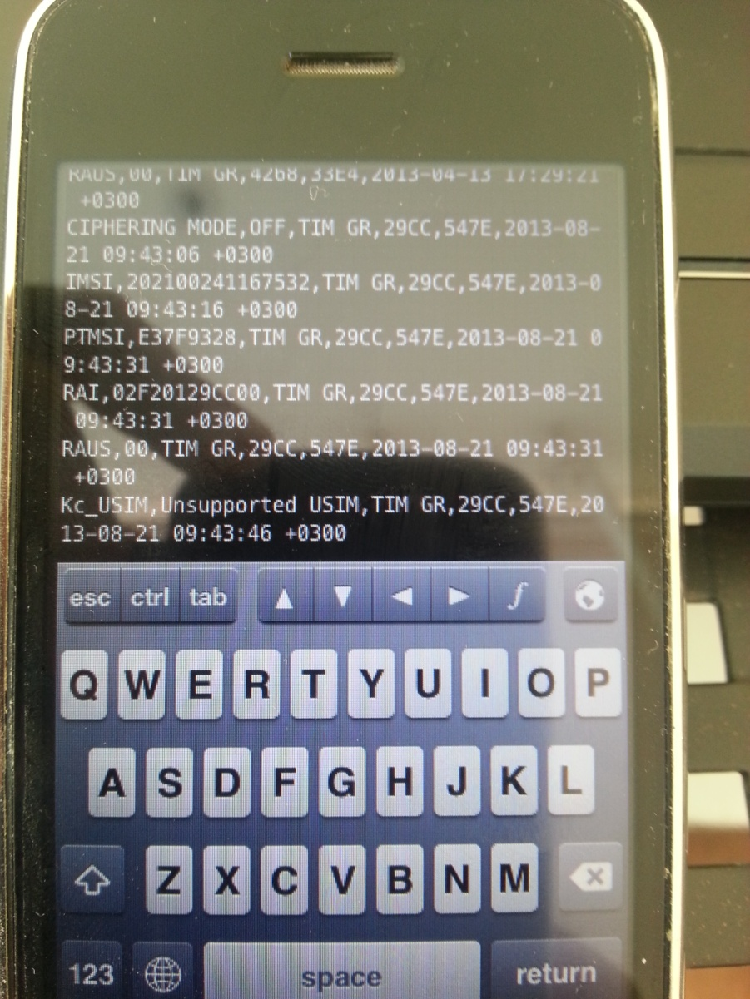 RAUS,00,TIM GR,4268,33E4,2013-04-13 17:29:21
+0300
CIPHERING MODE,OFF,TIM GR,29CC,547E,2013-08-
21 09:43:06 +0300
IMSI,202100241167532,TIM GR,29CC,547E,2013-0
8-21 09:43:16 +0300
PTMSI,E37F9328,TIM GR,29CC,547E,2013-08-21 0
9:43:31 +0300
RAI,02F20129CC00,TIM GR,29CC,547E,2013-08-21
09:43:31 +0300
RAUS,00,TIM GR,29CC,547E,2013-08-21 09:43:31
+0300
Kc_USIM,Unsupported USIM,TIM GR,29CC,547E,20
13-08-21 09:43:46 +0300
esc ctrl tab ▲ ▼ ◀ ▶ f
Q W E R T Y U I O P
A S D F G H J K L
Z X C V B N M
123 space return